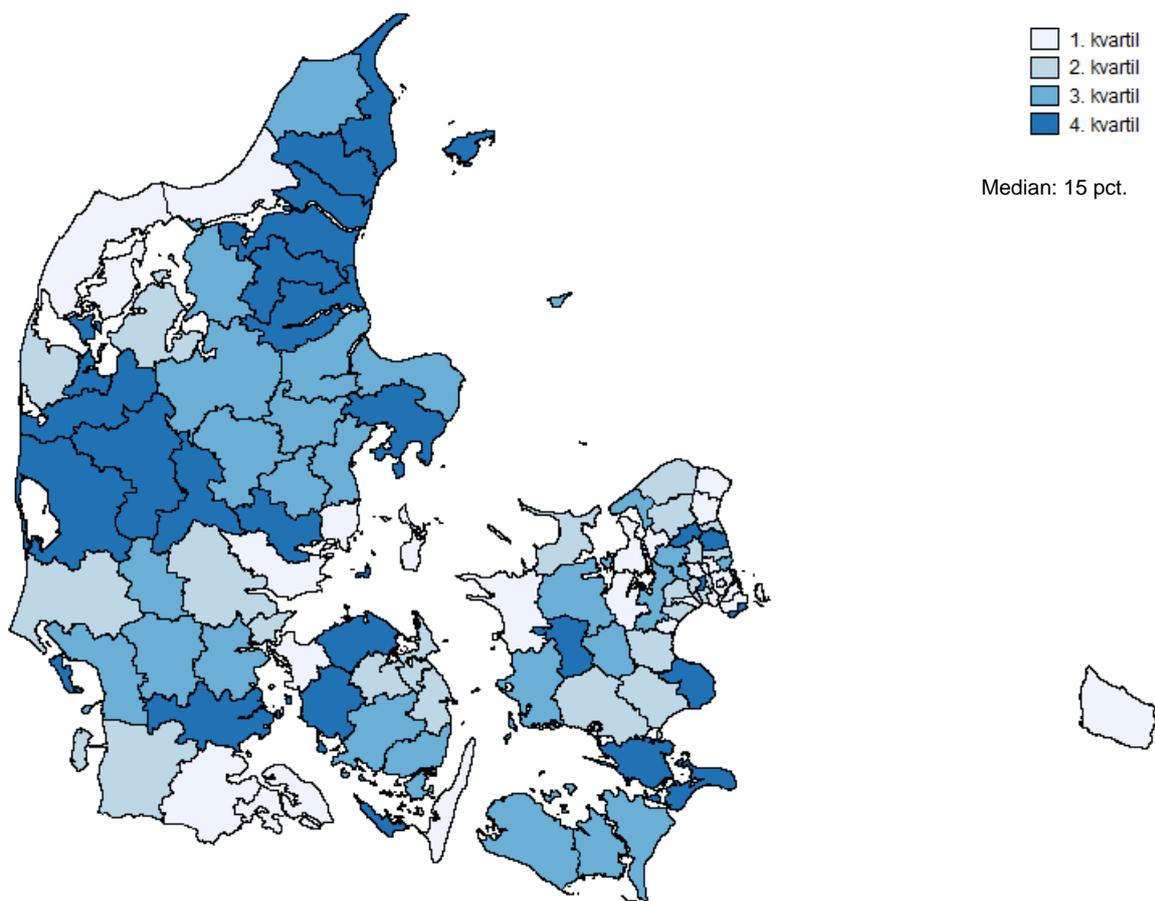 1. kvartil
2. kvartil
3. kvartil
4. kvartil
Median: 15 pct.